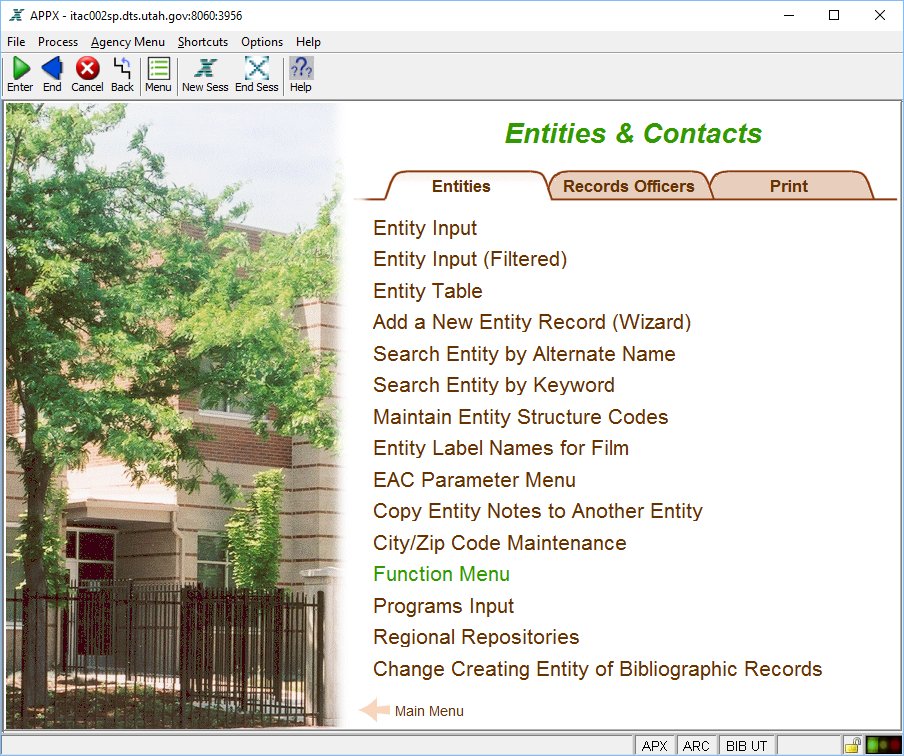 APPX - itac002sp.dts.utah.gov:8060:3956
File Process Agency Menu Shortcuts Options Help
Enter End Cancel Back Menu New Sess End Sess Help
Entities & Contacts
Entities Records Officers Print
Entity Input
Entity Input (Filtered)
Entity Table
Add a New Entity Record (Wizard)
Search Entity by Alternate Name
Search Entity by Keyword
Maintain Entity Structure Codes
Entity Label Names for Film
EAC Parameter Menu
Copy Entity Notes to Another Entity
City/Zip Code Maintenance
Function Menu
Programs Input
Regional Repositories
Change Creating Entity of Bibliographic Records
Main Menu
APX ARC BIB UT